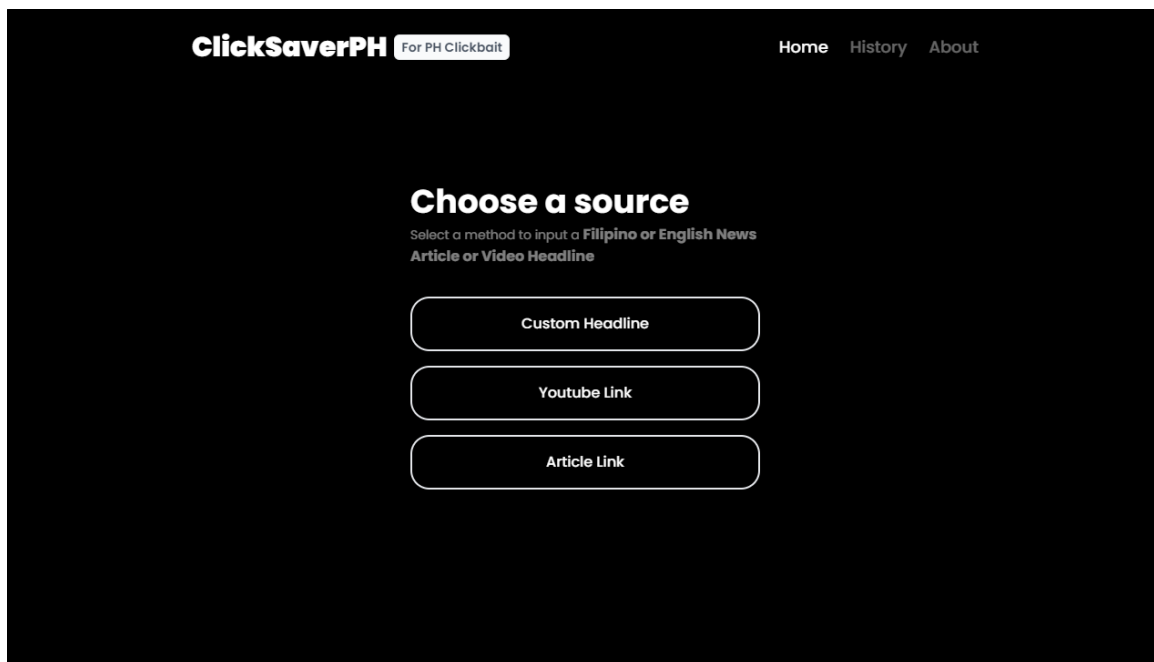 ClickSaverPH For PH Clickbait Home History About
Choose a source
Select a method to input a Filipino or English News
Article or Video Headline
Custom Headline
Youtube Link
Article Link